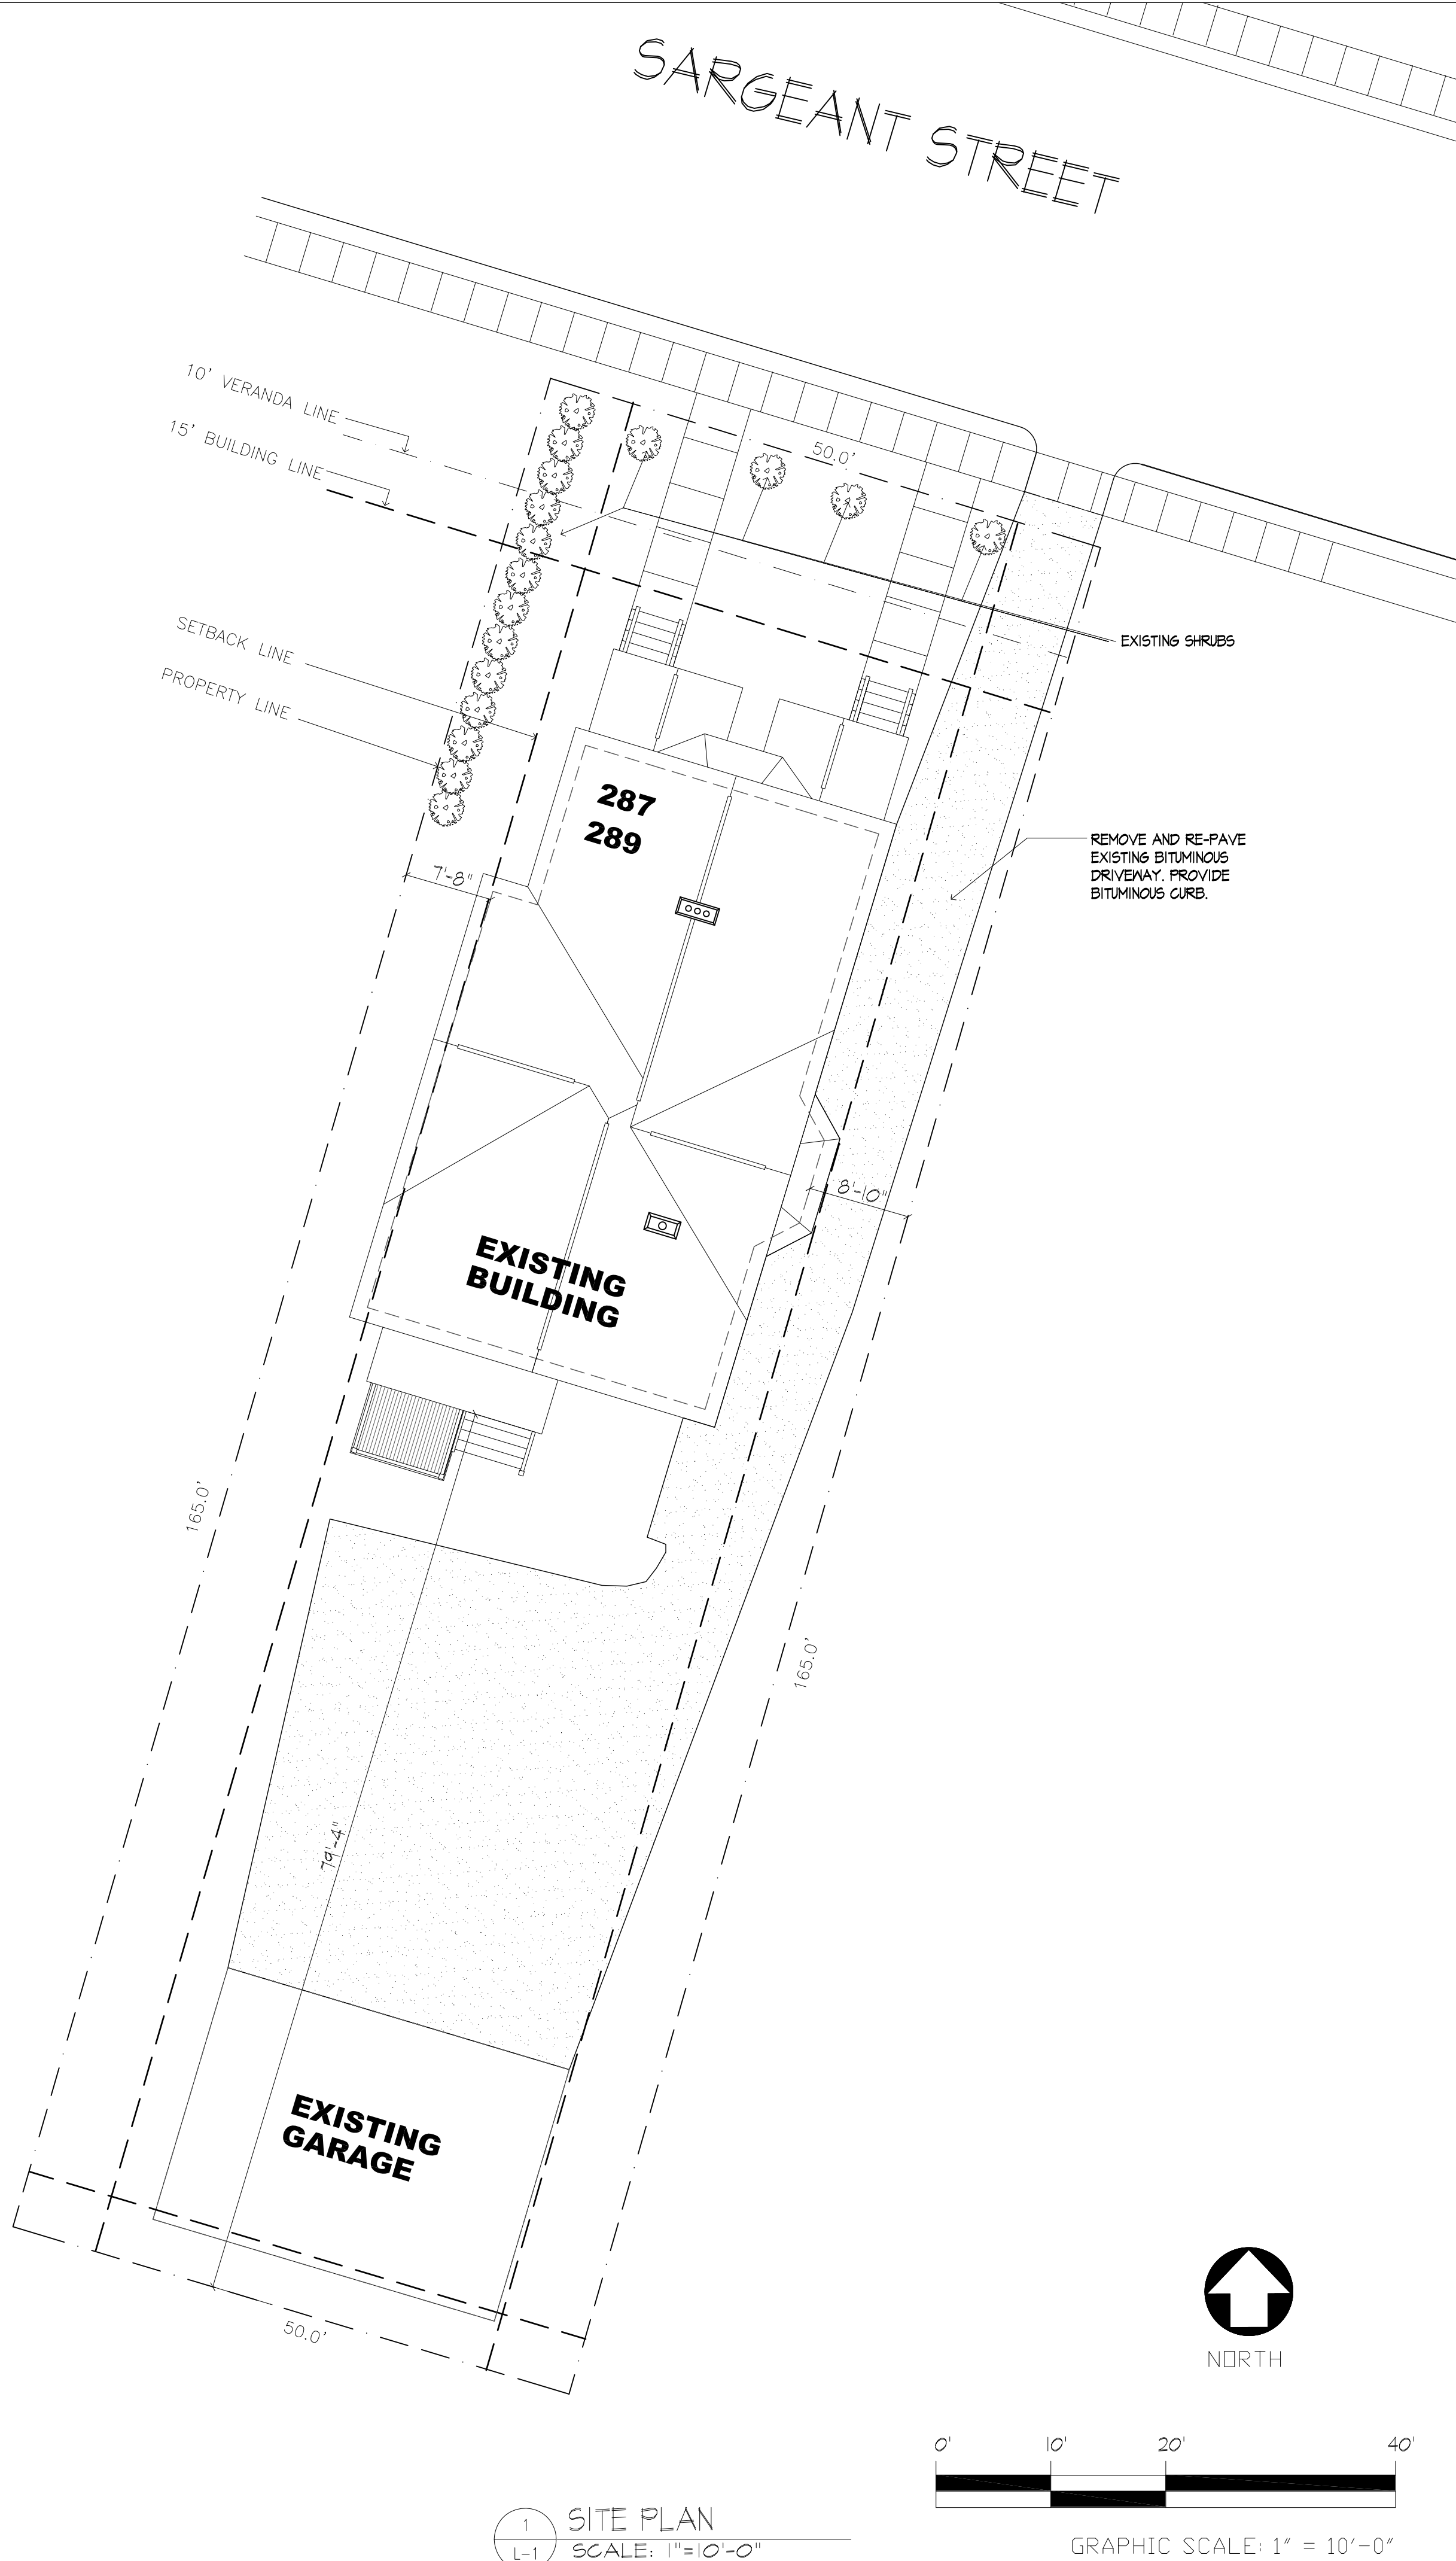 SARGEANT STREET
10' VERANDA LINE
15' BUILDING LINE
50.0'
SETBACK LINE
PROPERTY LINE
EXISTING SHRUBS
287
289
REMOVE AND RE-PAVE
EXISTING BITUMINOUS
DRIVEWAY. PROVIDE
BITUMINOUS CURB.
7'-8"
8'-10"
EXISTING
BUILDING
165.0'
165.0'
79'-4"
EXISTING
GARAGE
50.0'
NORTH
0' 10' 20' 40'
1
L-1
SITE PLAN
SCALE: 1"=10'-0"
GRAPHIC SCALE: 1" = 10'-0"